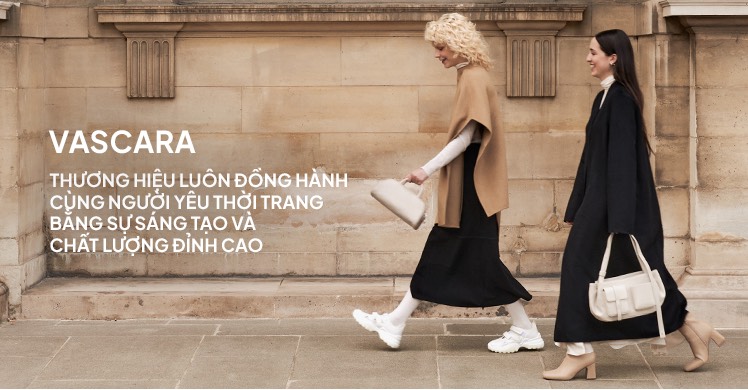 VASCARA
THƯƠNG HIỆU LUÔN ĐỒNG HÀNH
CÙNG NGƯỜI YÊU THỜI TRANG
BẰNG SỰ SÁNG TẠO VÀ
CHẤT LƯỢNG ĐỈNH CAO